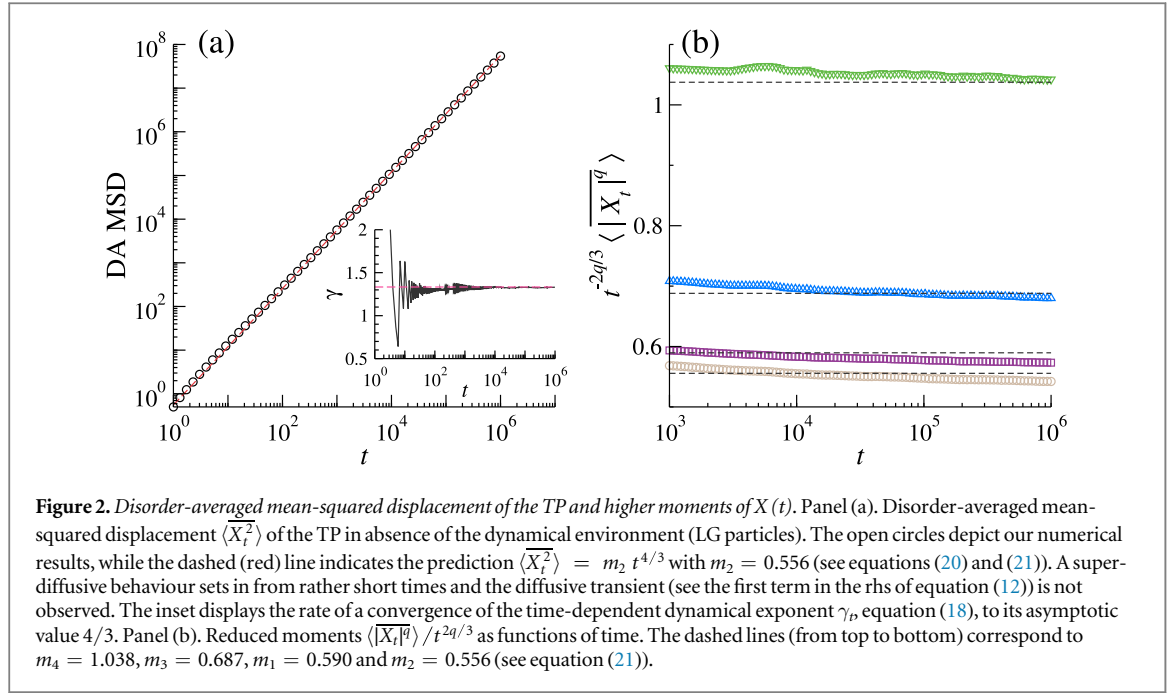 (a)
(b)
10^8
10^6
10^4
10^2
10^0
DA MSD
10^0 10^2 10^4 10^6
t
2
1.5
1
0.5
γ
10^0 10^2 10^4 10^6
t
1
0.8
0.6
t^{-2q/3} ⟨ \overline{|X_t|^q} ⟩
10^3 10^4 10^5 10^6
t
Figure 2. Disorder-averaged mean-squared displacement of the TP and higher moments of X(t). Panel (a). Disorder-averaged mean-
squared displacement ⟨\overline{X_t^2}⟩ of the TP in absence of the dynamical environment (LG particles). The open circles depict our numerical
results, while the dashed (red) line indicates the prediction ⟨\overline{X_t^2}⟩ = m_2 t^{4/3} with m_2 = 0.556 (see equations (20) and (21)). A super-
diffusive behaviour sets in from rather short times and the diffusive transient (see the first term in the rhs of equation (12)) is not
observed. The inset displays the rate of a convergence of the time-dependent dynamical exponent γ_t, equation (18), to its asymptotic
value 4/3. Panel (b). Reduced moments ⟨\overline{|X_t|^q}⟩/t^{2q/3} as functions of time. The dashed lines (from top to bottom) correspond to
m_4 = 1.038, m_3 = 0.687, m_1 = 0.590 and m_2 = 0.556 (see equation (21)).